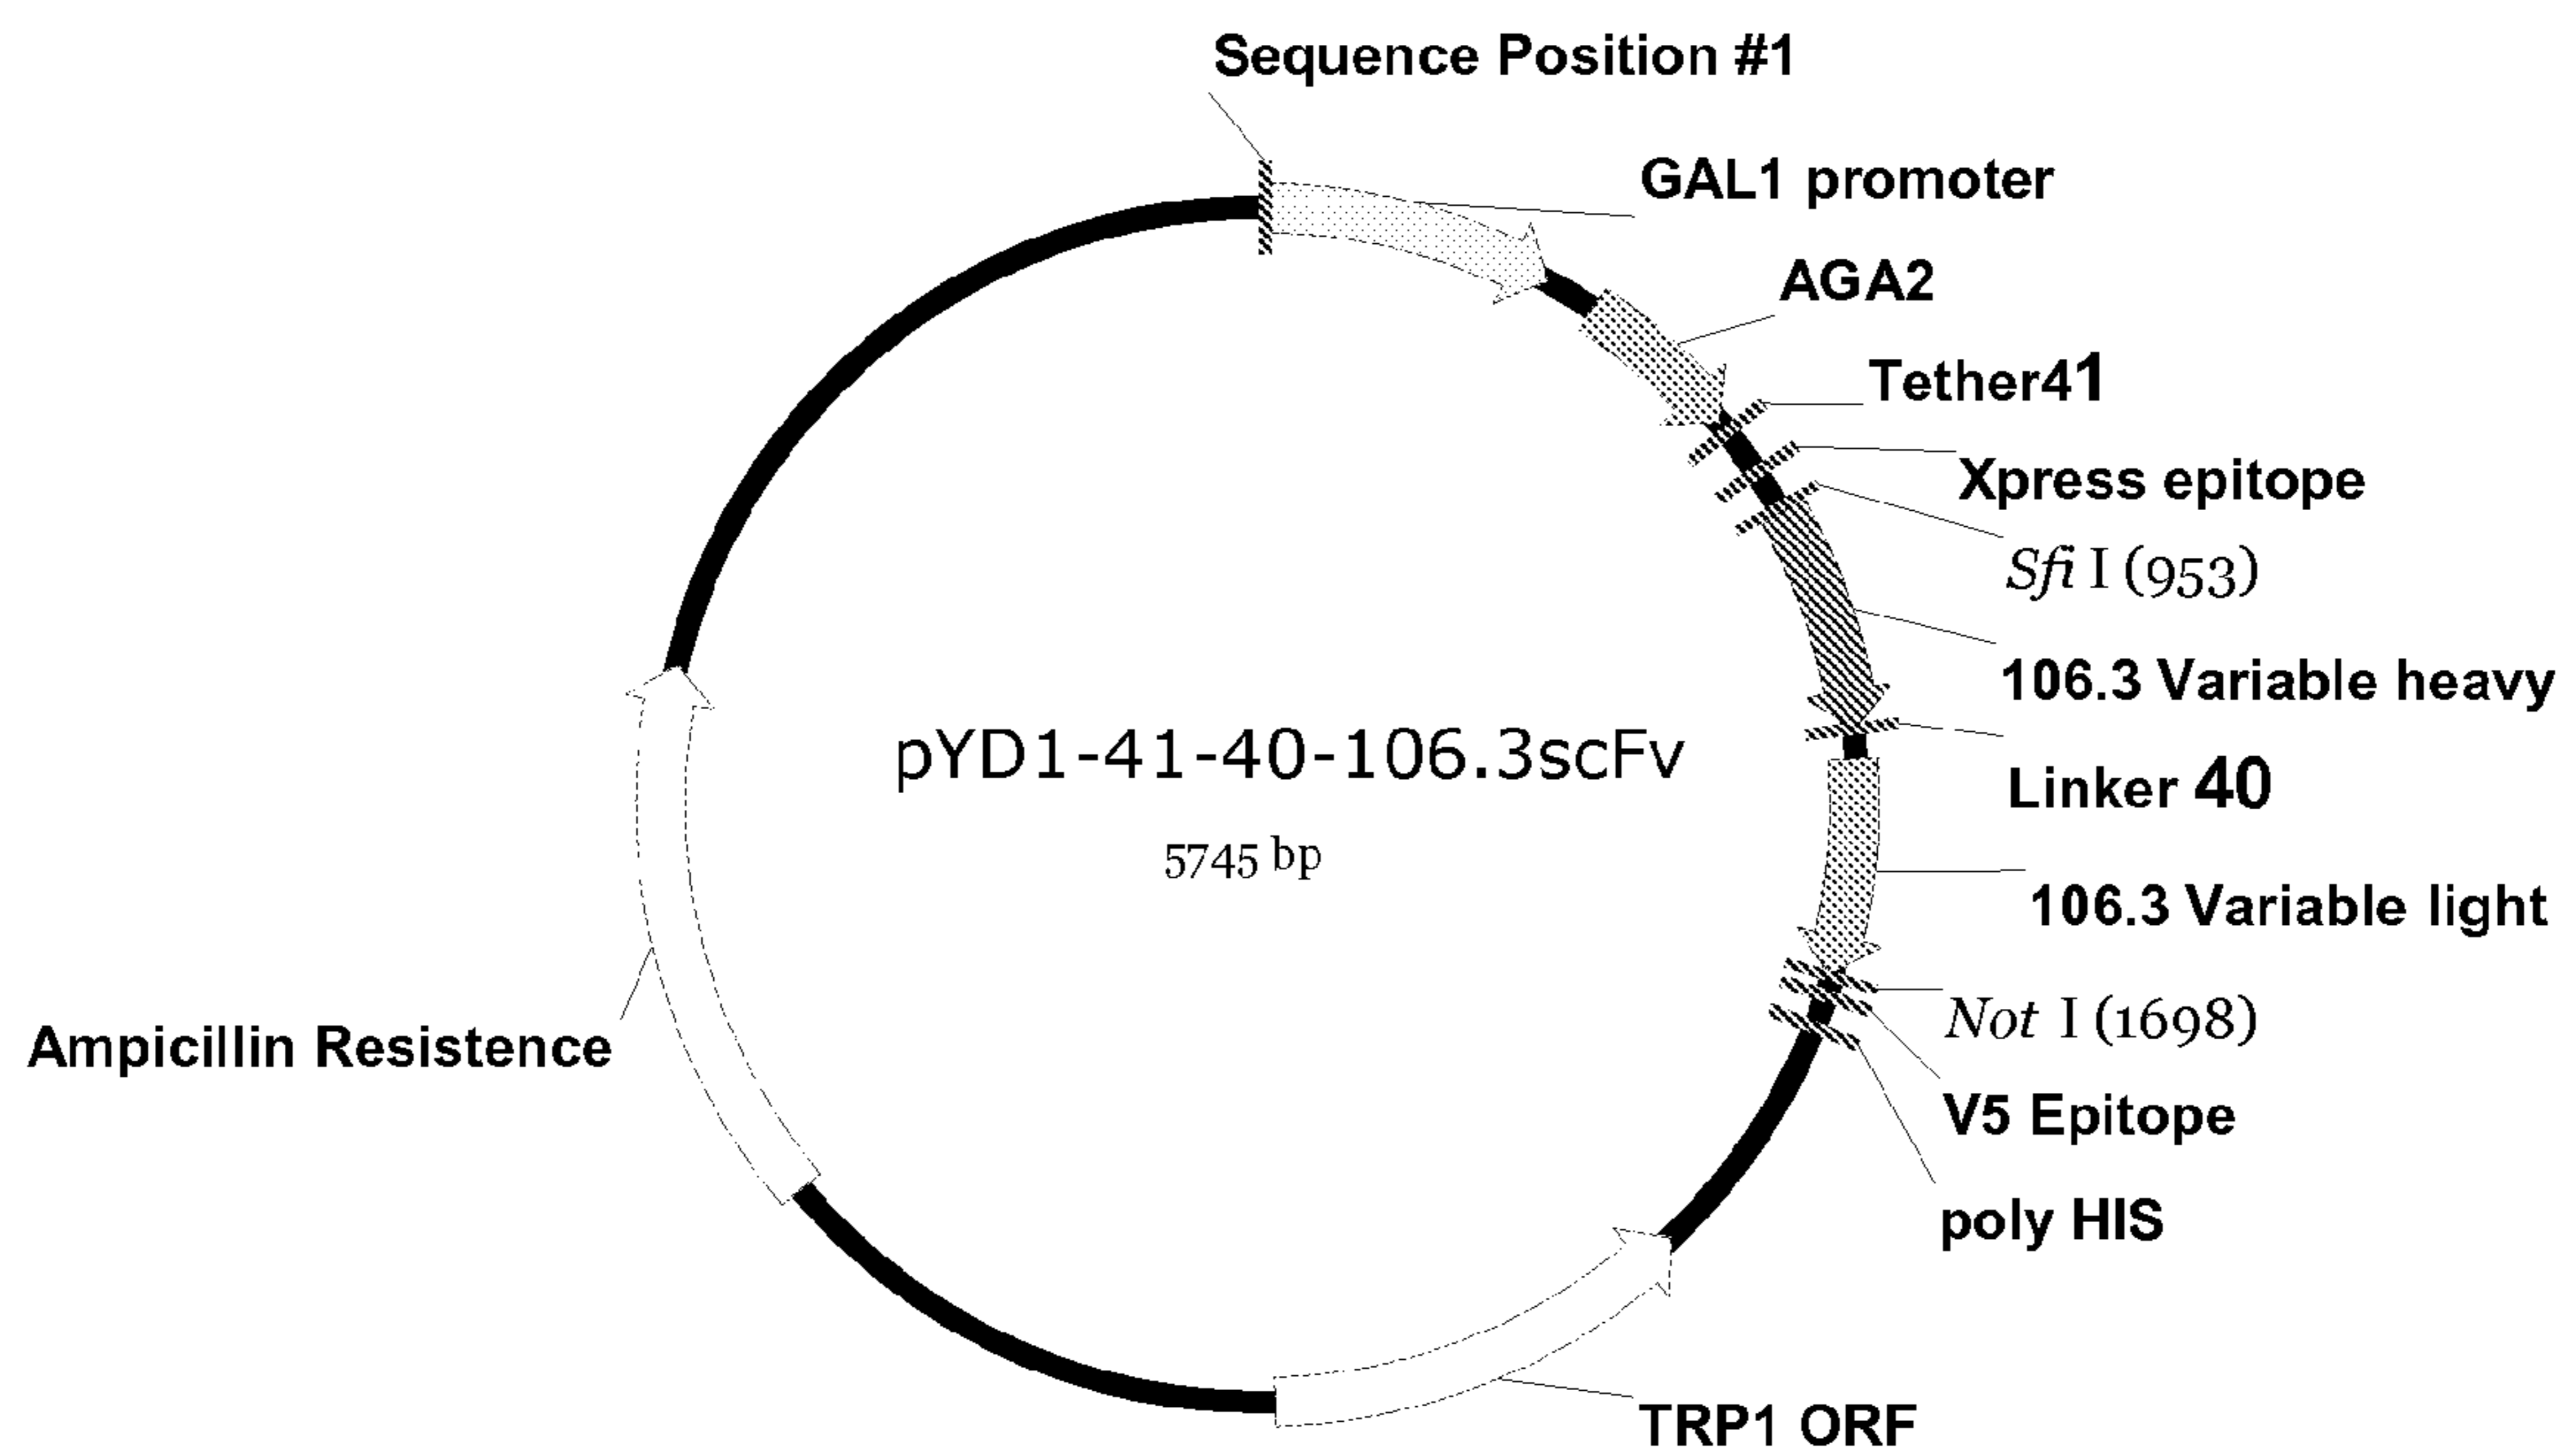 Sequence Position #1
GAL1 promoter
AGA2
Tether41
Xpress epitope
Sfi I (953)
106.3 Variable heavy
pYD1-41-40-106.3scFv
Linker 40
5745 bp
106.3 Variable light
Not I (1698)
Ampicillin Resistence
V5 Epitope
poly HIS
TRP1 ORF